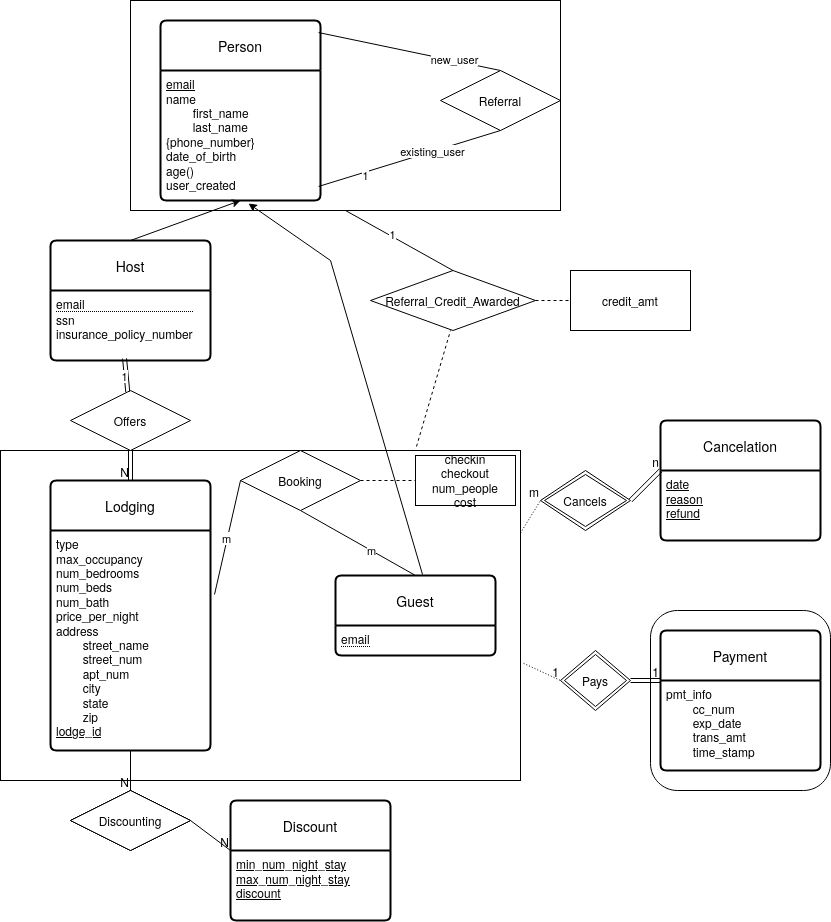 Person
email
name
first_name
last_name
{phone_number}
date_of_birth
age()
user_created
new_user
Referral
existing_user
1
Host
email
ssn
insurance_policy_number
1
Referral_Credit_Awarded
credit_amt
1
Offers
N
Lodging
type
max_occupancy
num_bedrooms
num_beds
num_bath
price_per_night
address
street_name
street_num
apt_num
city
state
zip
lodge_id
Booking
checkin
checkout
num_people
cost
m
m
Guest
email
Cancelation
date
reason
refund
n
Cancels
m
Payment
pmt_info
cc_num
exp_date
trans_amt
time_stamp
1
Pays
1
N
Discounting
N
Discount
min_num_night_stay
max_num_night_stay
discount